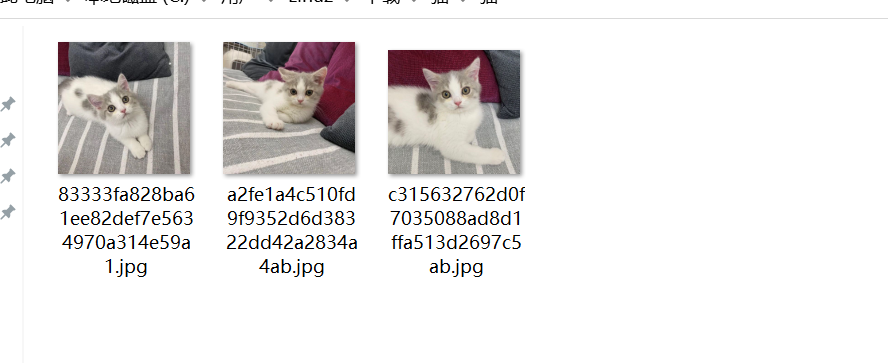 83333fa828ba6
1ee82def7e563
4970a314e59a
1.jpg
a2fe1a4c510fd
9f9352d6d383
22dd42a2834a
4ab.jpg
c315632762d0f
7035088ad8d1
ffa513d2697c5
ab.jpg